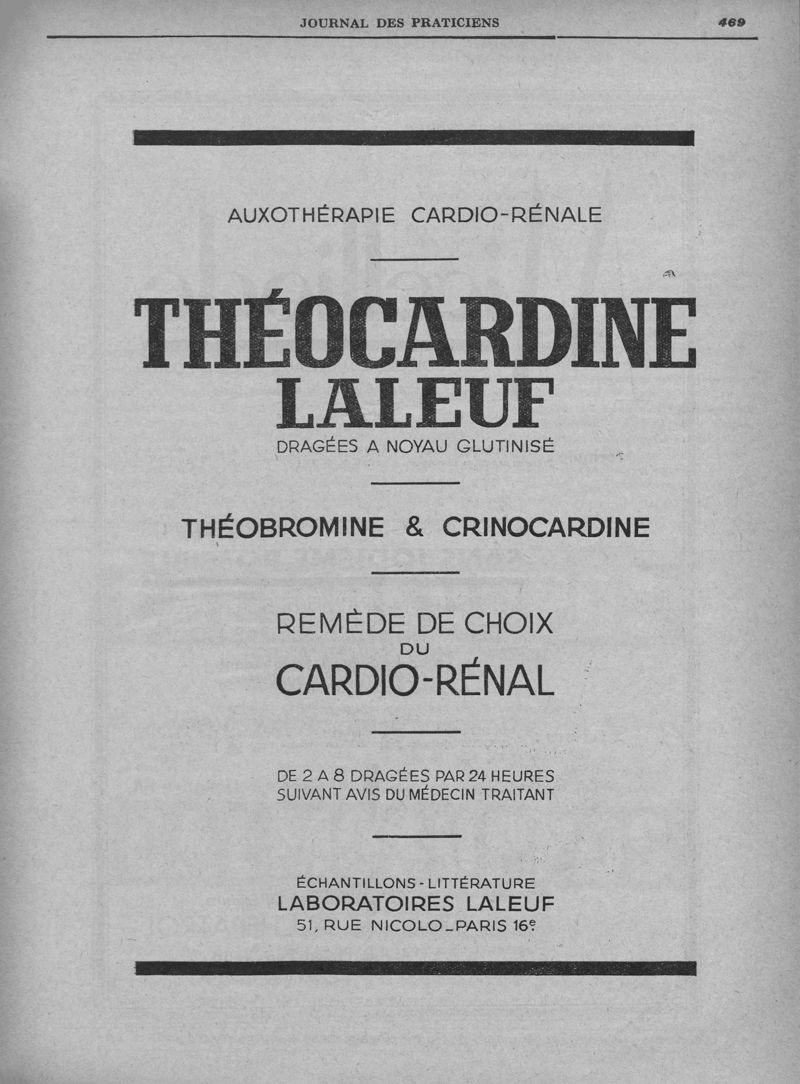 JOURNAL DES PRATICIENS 469
AUXOTHÉRAPIE CARDIO-RÉNALE
THÉOCARDINE
LALEUF
DRAGÉES A NOYAU GLUTINISÉ
THÉOBROMINE & CRINOCARDINE
REMÈDE DE CHOIX
DU
CARDIO-RÉNAL
DE 2 A 8 DRAGÉES PAR 24 HEURES
SUIVANT AVIS DU MÉDECIN TRAITANT
ÉCHANTILLONS - LITTÉRATURE
LABORATOIRES LALEUF
51, RUE NICOLO_PARIS 16e.